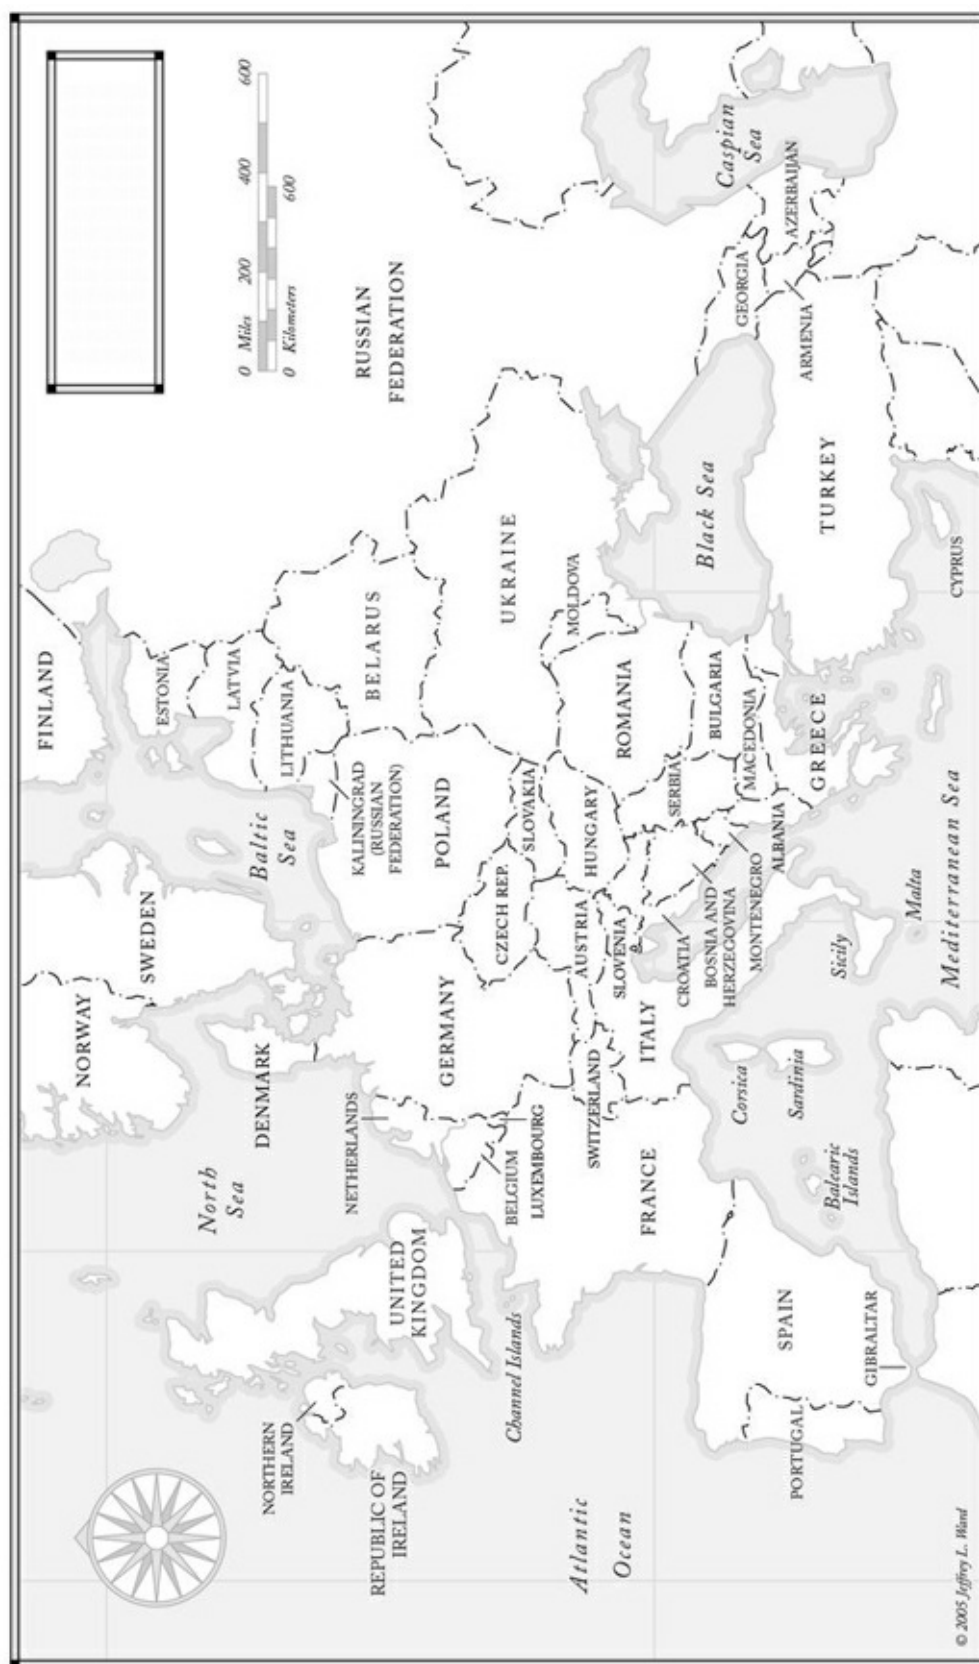 0 Miles 200 400 600
0 Kilometers 600
FINLAND
NORWAY
SWEDEN
ESTONIA
RUSSIAN
FEDERATION
North
Sea
DENMARK
Baltic
Sea
LATVIA
LITHUANIA
NORTHERN
IRELAND
REPUBLIC OF
IRELAND
UNITED
KINGDOM
NETHERLANDS
KALININGRAD
(RUSSIAN
FEDERATION)
BELARUS
GERMANY
POLAND
Channel Islands
BELGIUM
LUXEMBOURG
CZECH REP.
SLOVAKIA
UKRAINE
Atlantic
Ocean
FRANCE
SWITZERLAND
AUSTRIA
SLOVENIA
HUNGARY
MOLDOVA
ITALY
ROMANIA
CROATIA
BOSNIA AND
HERZEGOVINA
MONTENEGRO
SERBIA
BULGARIA
Black Sea
Caspian
Sea
GEORGIA
AZERBAIJAN
ARMENIA
MACEDONIA
ALBANIA
GREECE
TURKEY
Corsica
Sardinia
Balearic
Islands
PORTUGAL
SPAIN
GIBRALTAR
Sicily
Malta
Mediterranean Sea
CYPRUS
© 2005 Jeffrey L. Ward